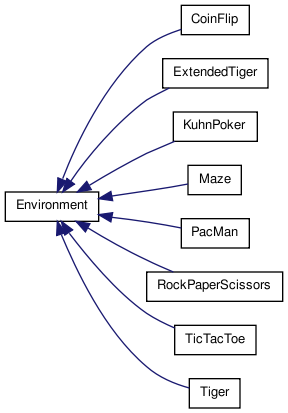 CoinFlip
ExtendedTiger
KuhnPoker
Maze
Environment
PacMan
RockPaperScissors
TicTacToe
Tiger